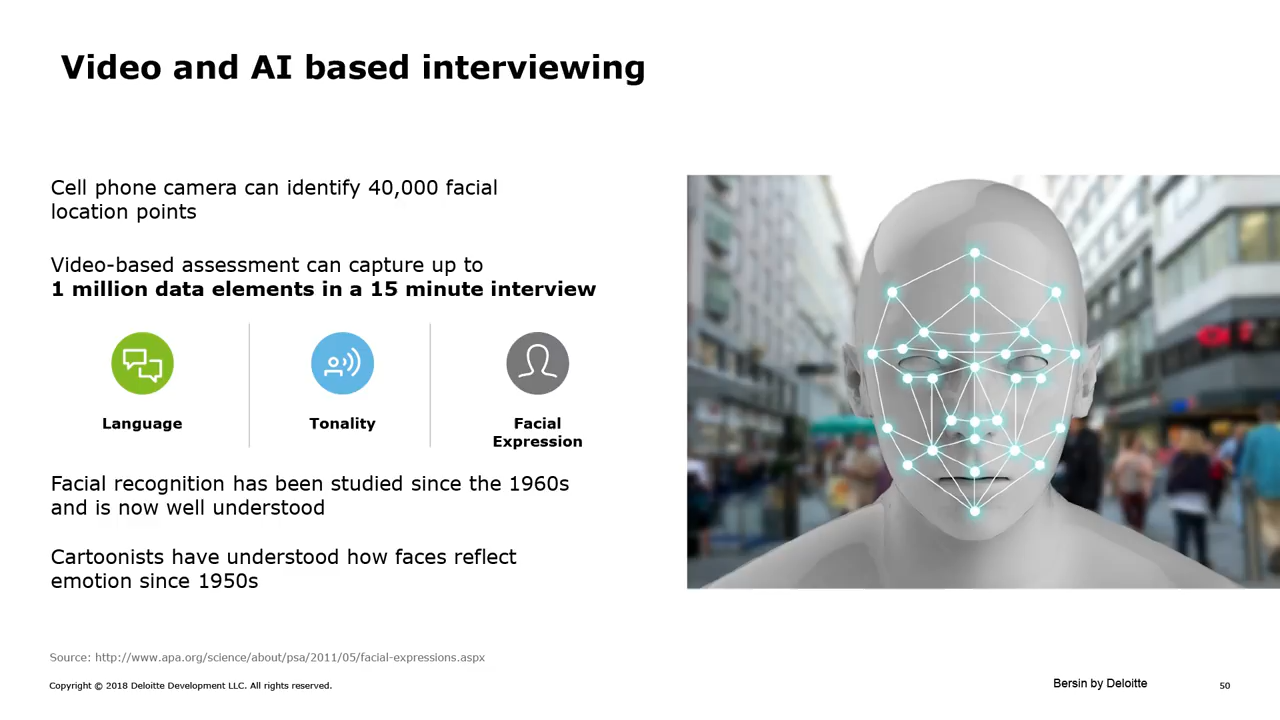 Video and AI based interviewing
Cell phone camera can identify 40,000 facial
location points
Video-based assessment can capture up to
1 million data elements in a 15 minute interview
Language
Tonality
Facial
Expression
Facial recognition has been studied since the 1960s
and is now well understood
Cartoonists have understood how faces reflect
emotion since 1950s
Source: http://www.apa.org/science/about/psa/2011/05/facial-expressions.aspx
Copyright © 2018 Deloitte Development LLC. All rights reserved.
Bersin by Deloitte
50